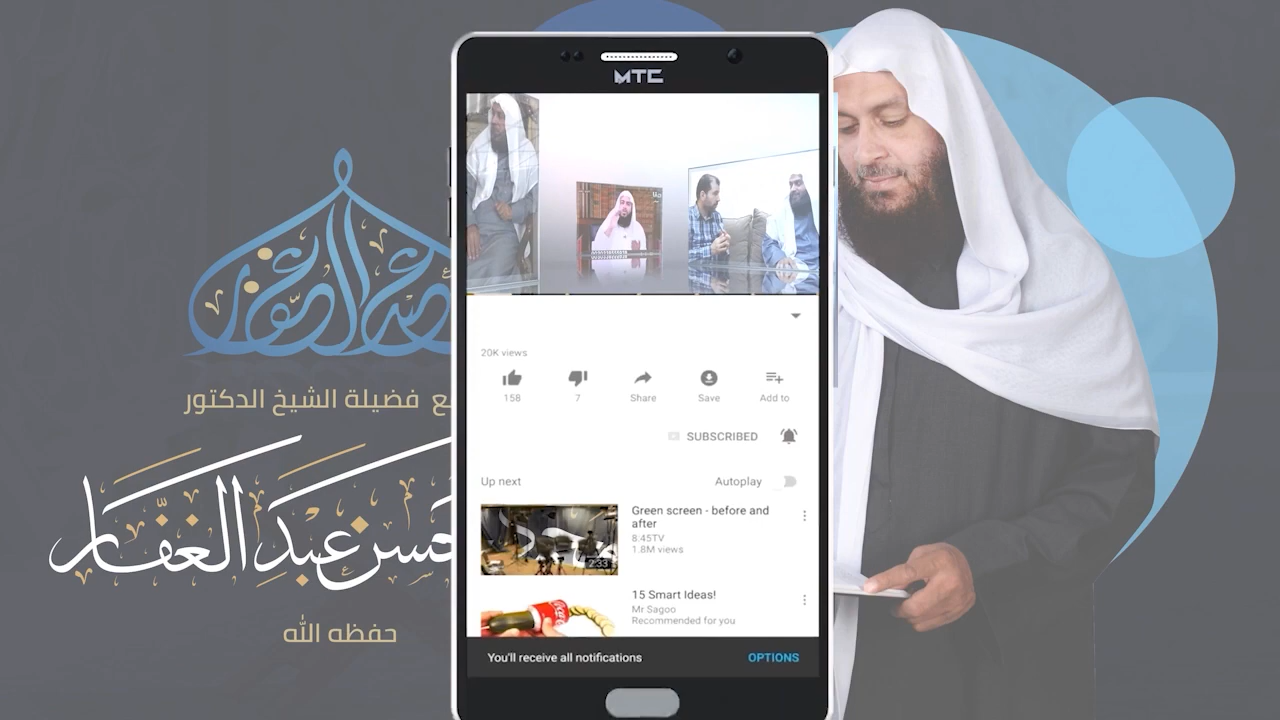 MTC
20K views
158
7
Share
Save
Add to
SUBSCRIBED
Up next
Autoplay
Green screen - before and
after
8:45TV
1.8M views
2:33
15 Smart Ideas!
Mr Sagoo
Recommended for you
You'll receive all notifications
OPTIONS
ع فضيلة الشيخ الدكتور
حسن عبد الغفار
حفظه الله